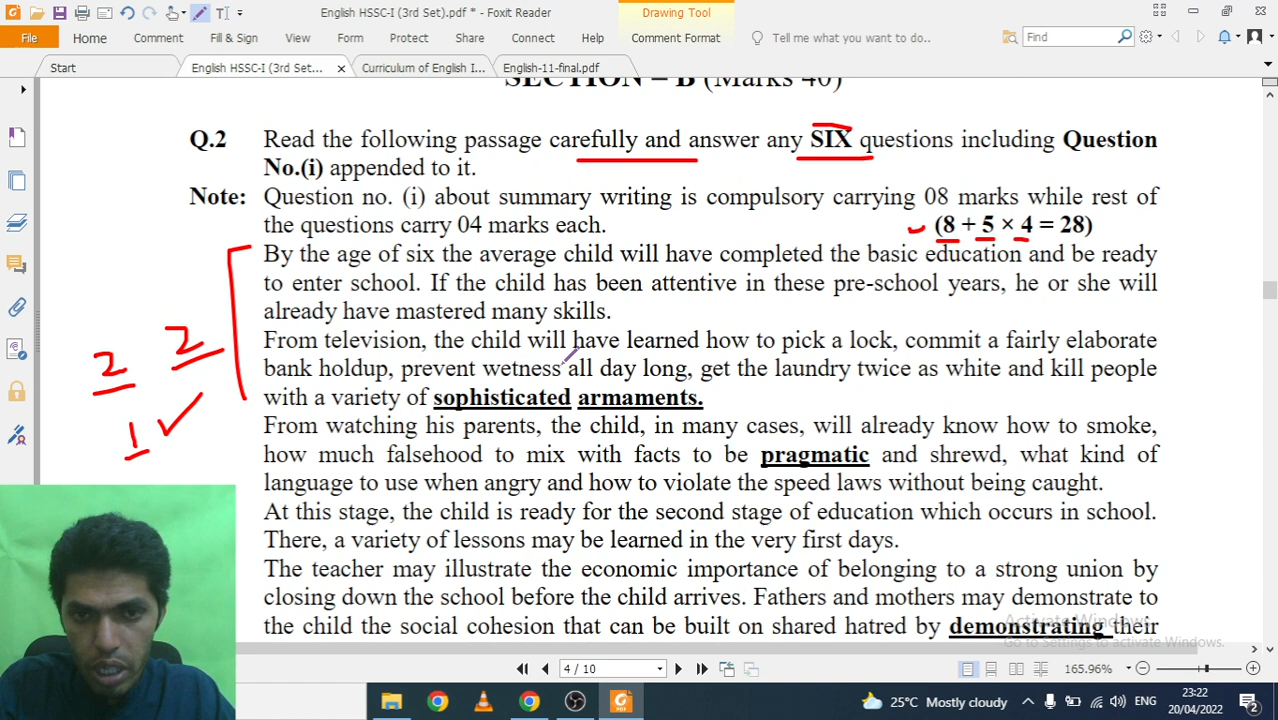 English HSSC-I (3rd Set).pdf * - Foxit Reader
Drawing Tool
File Home Comment Fill & Sign View Form Protect Share Connect Help Comment Format Tell me what you want to do.. Find
Start English HSSC-I (3rd Set... Curriculum of English I... English-11-final.pdf
SECTION – B (Marks 40)
Q.2 Read the following passage carefully and answer any SIX questions including Question
No.(i) appended to it.
Note: Question no. (i) about summary writing is compulsory carrying 08 marks while rest of
the questions carry 04 marks each. (8 + 5 × 4 = 28)
By the age of six the average child will have completed the basic education and be ready
to enter school. If the child has been attentive in these pre-school years, he or she will
already have mastered many skills.
From television, the child will have learned how to pick a lock, commit a fairly elaborate
bank holdup, prevent wetness all day long, get the laundry twice as white and kill people
with a variety of sophisticated armaments.
2 2
1
From watching his parents, the child, in many cases, will already know how to smoke,
how much falsehood to mix with facts to be pragmatic and shrewd, what kind of
language to use when angry and how to violate the speed laws without being caught.
At this stage, the child is ready for the second stage of education which occurs in school.
There, a variety of lessons may be learned in the very first days.
The teacher may illustrate the economic importance of belonging to a strong union by
closing down the school before the child arrives. Fathers and mothers may demonstrate to
the child the social cohesion that can be built on shared hatred by demonstrating their
Activate Windows
Go to Settings to activate Windows.
4 / 10 165.96%
25°C Mostly cloudy ENG 23:22
20/04/2022 2